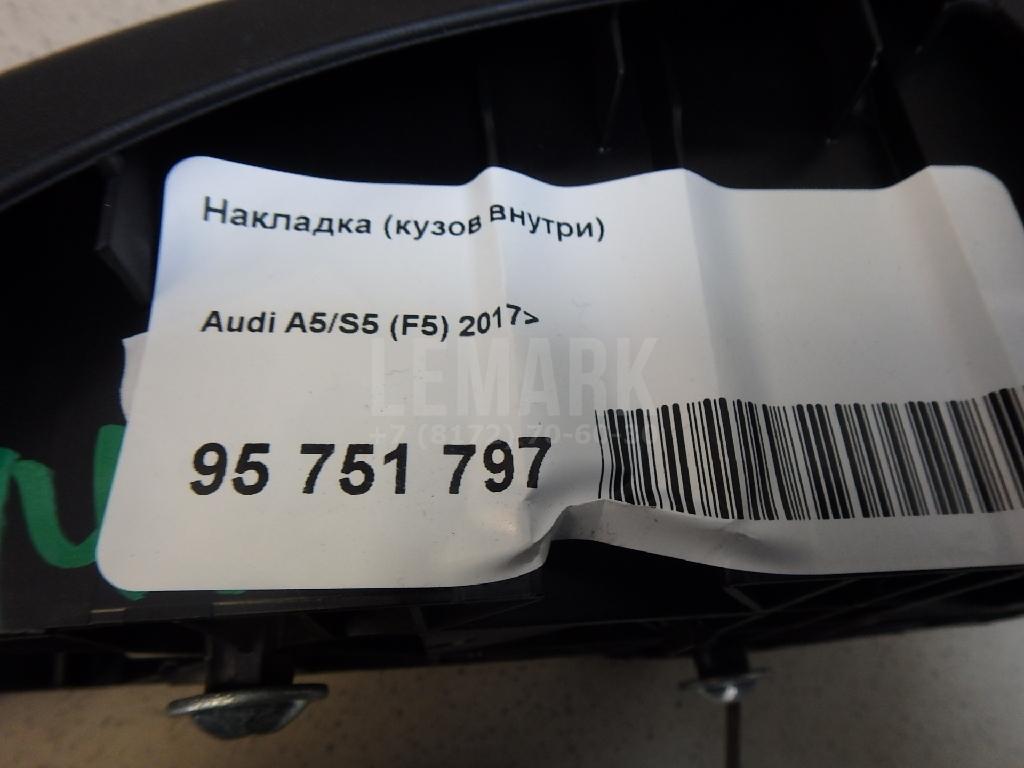 Накладка (кузов внутри)
Audi A5/S5 (F5) 2017>
LEMARK
95 751 797